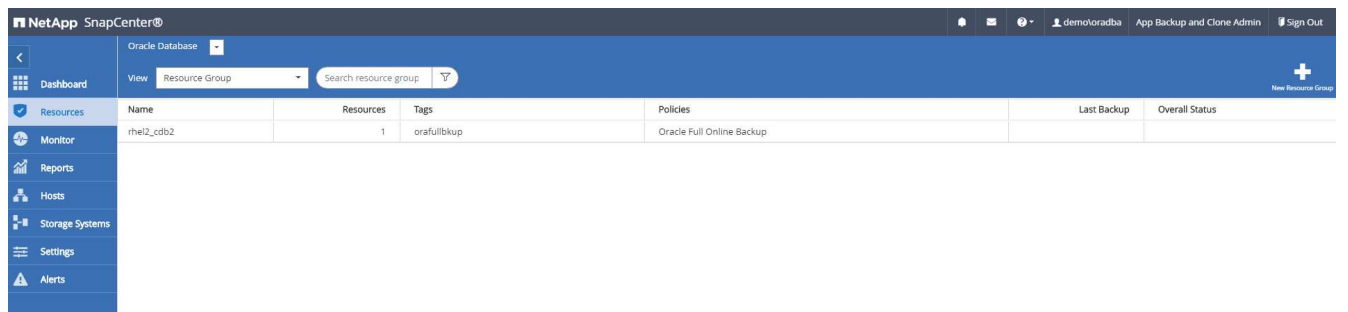 NetApp SnapCenter® demo\oradba App Backup and Clone Admin Sign Out
Oracle Database
View Resource Group Search resource group
New Resource Group
Dashboard
Resources
Monitor
Reports
Hosts
Storage Systems
Settings
Alerts
Name Resources Tags Policies Last Backup Overall Status
rhel2_cdb2 1 orafullbkup Oracle Full Online Backup